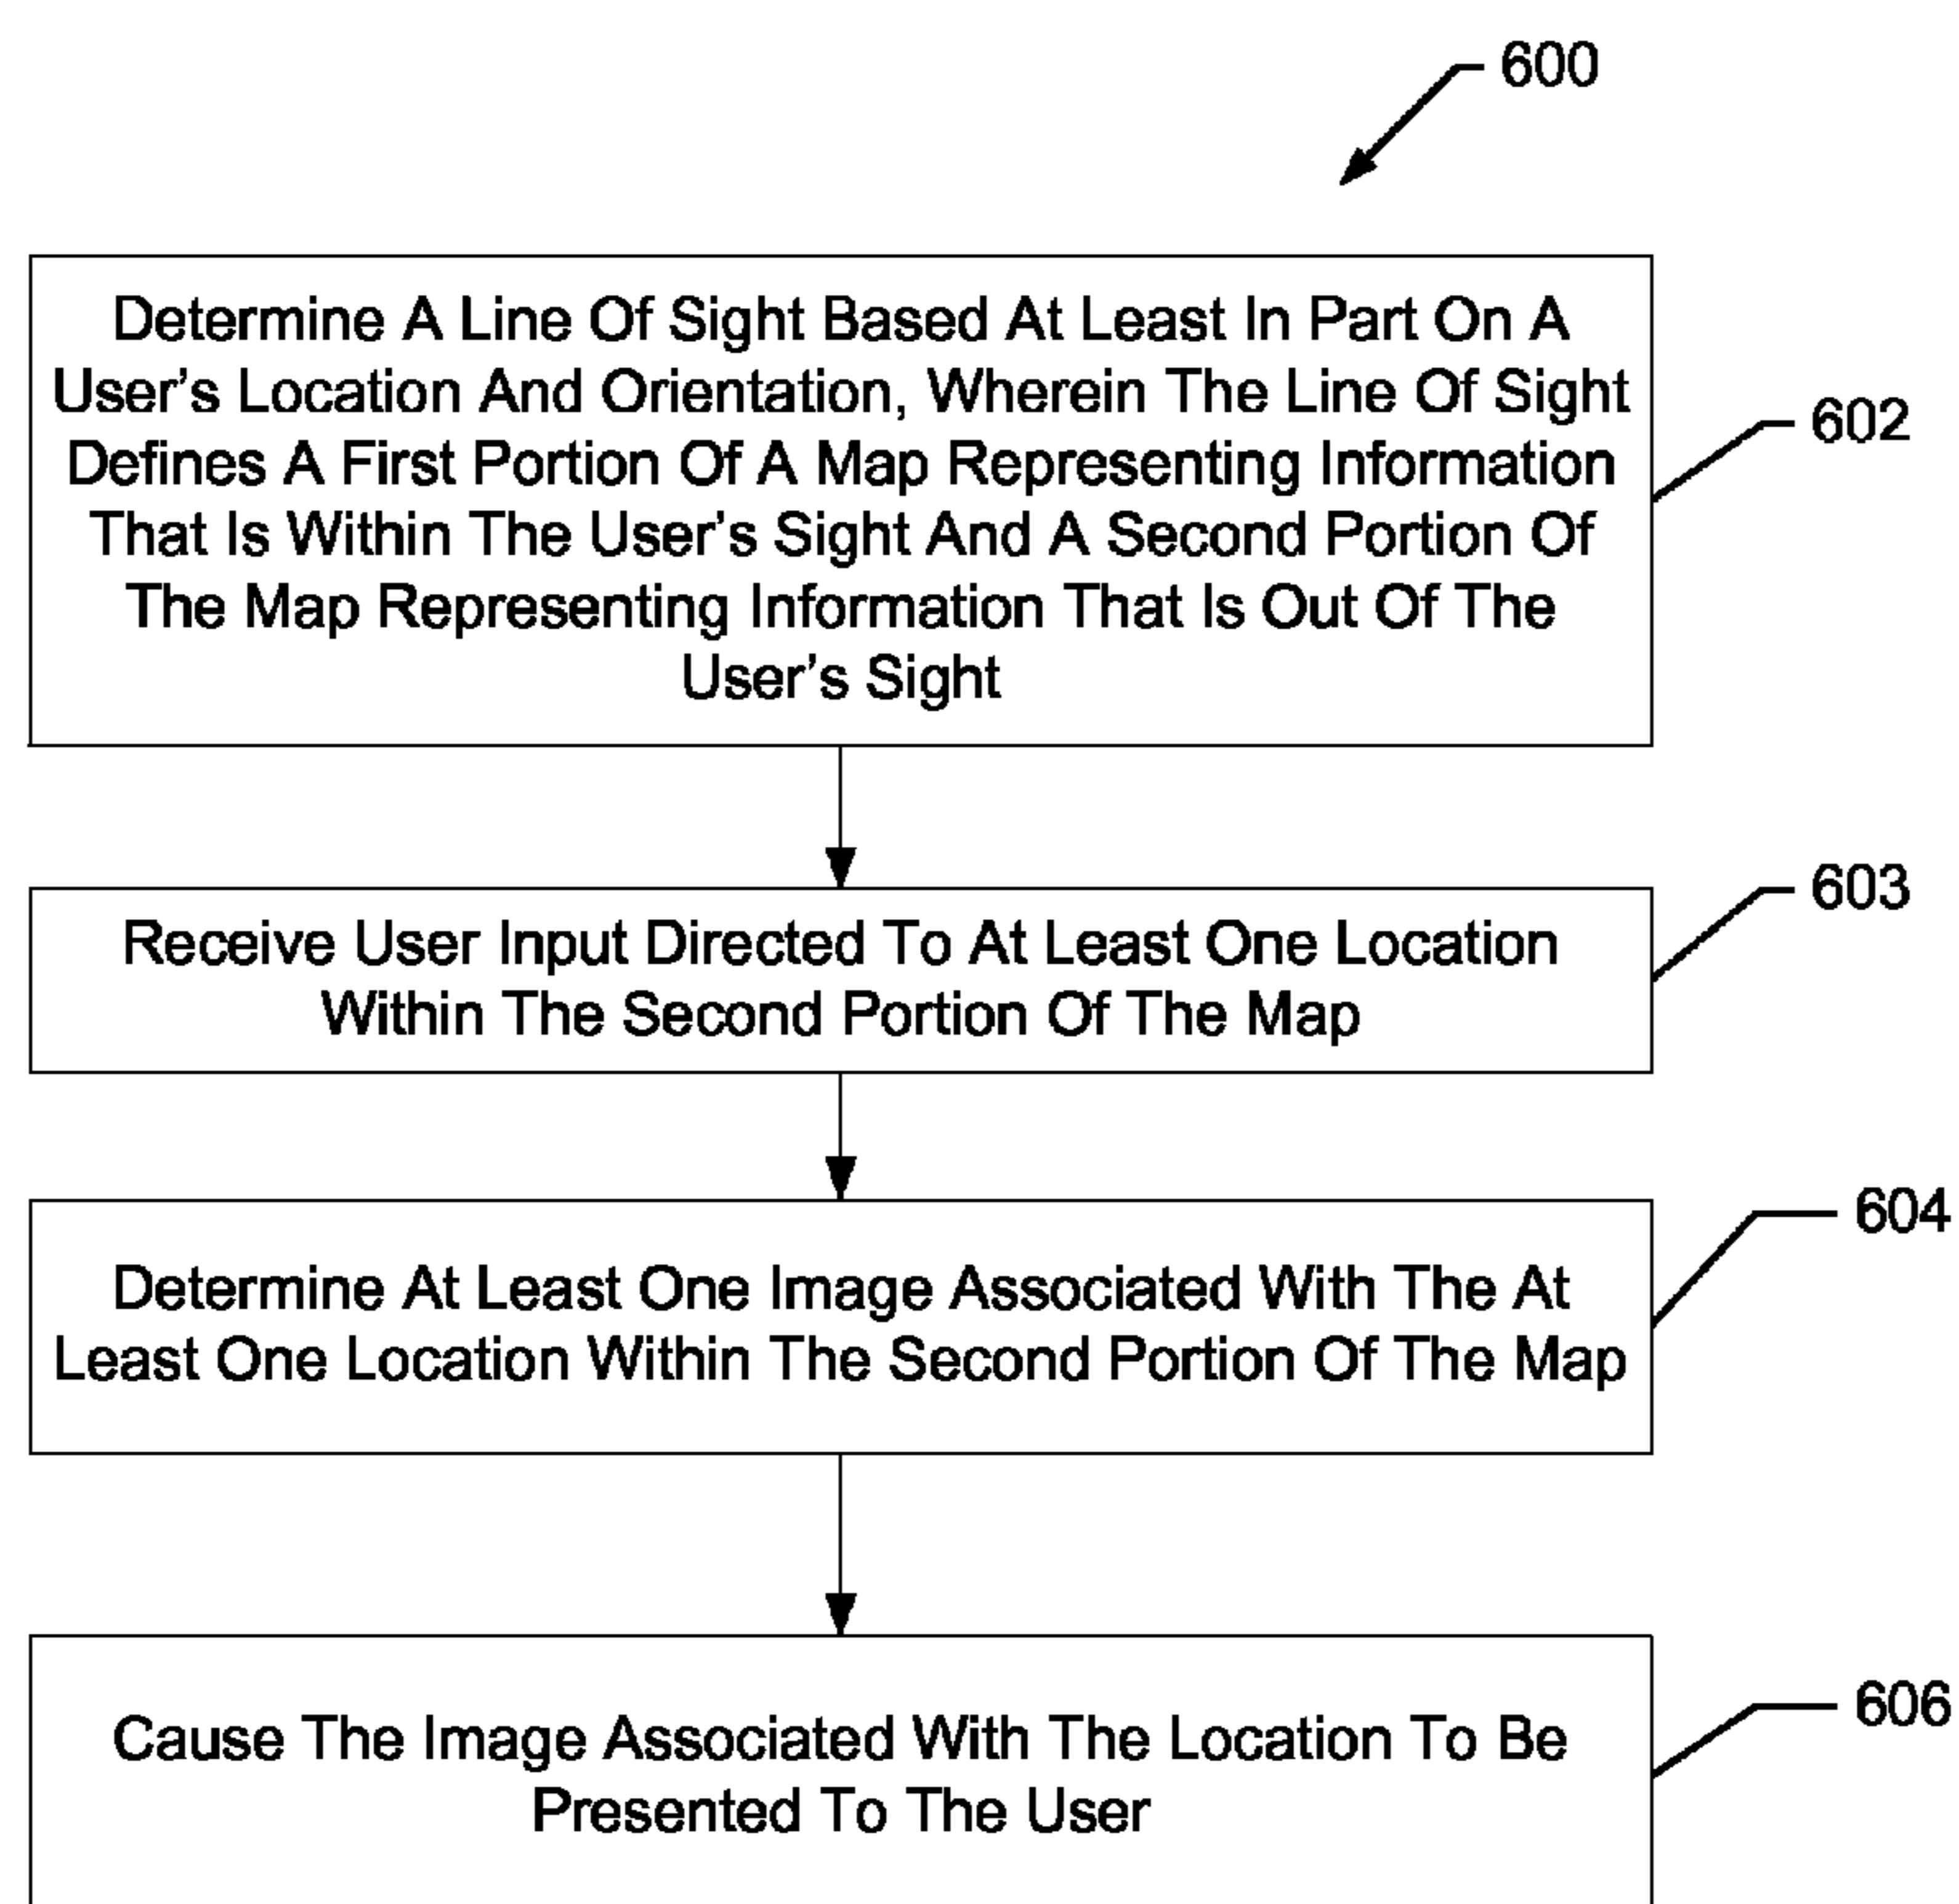 600
Determine A Line Of Sight Based At Least In Part On A
User's Location And Orientation, Wherein The Line Of Sight
Defines A First Portion Of A Map Representing Information
That Is Within The User's Sight And A Second Portion Of
The Map Representing Information That Is Out Of The
User's Sight
602
Receive User Input Directed To At Least One Location
Within The Second Portion Of The Map
603
Determine At Least One Image Associated With The At
Least One Location Within The Second Portion Of The Map
604
Cause The Image Associated With The Location To Be
Presented To The User
606